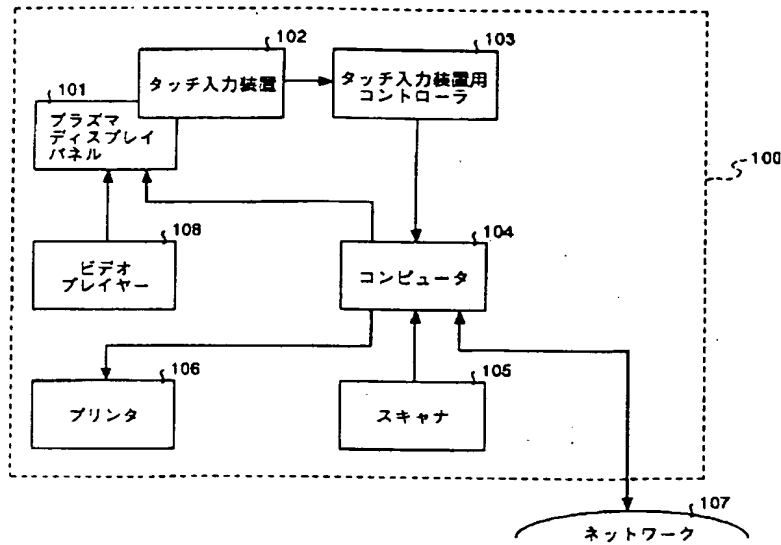 102
タッチ入力装置
103
タッチ入力装置用
コントローラ
101
プラズマ
ディスプレイ
パネル
100
108
ビデオ
プレイヤー
104
コンピュータ
106
プリンタ
105
スキャナ
107
ネットワーク